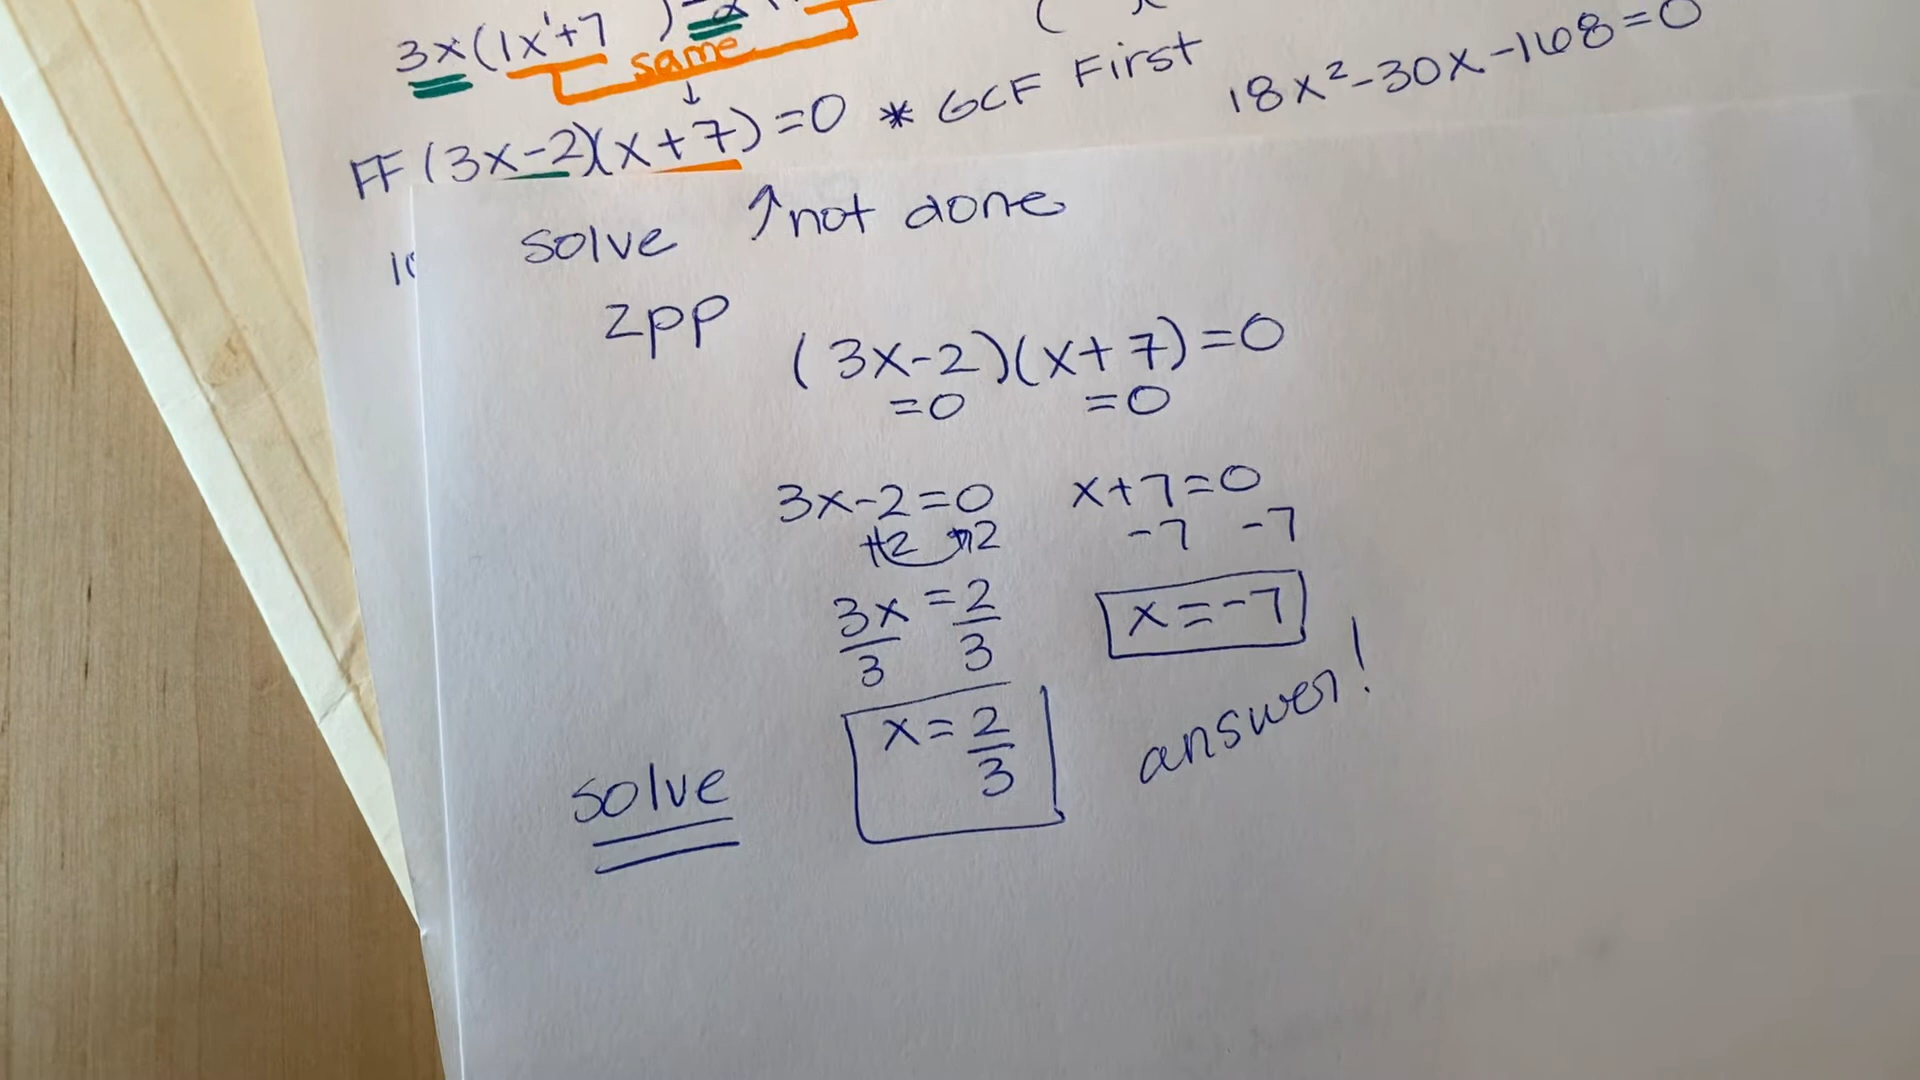 3x(1x¹+7 )-2
same
↓
FF (3x-2)(x+7)=0 * GCF First
18x²-30x-168=0
solve ↑not done
zpp
(3x-2)(x+7)=0
=0 =0
3x-2=0 x+7=0
+2 +2 -7 -7
3x/3 = 2/3 x=-7
x=2/3 answer!
solve